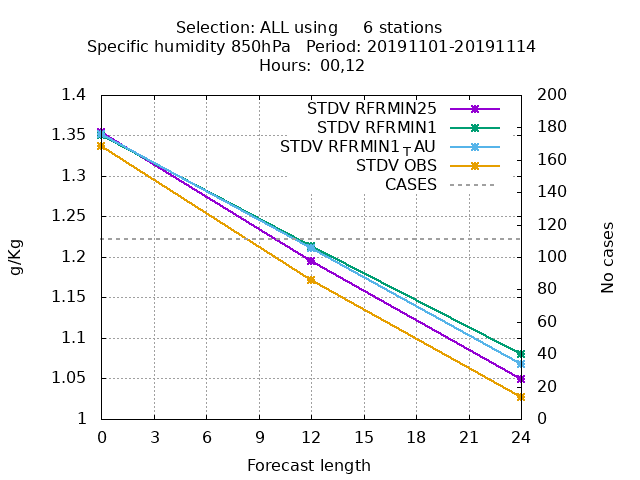 Selection: ALL using     6 stations
Specific humidity 850hPa   Period: 20191101-20191114
Hours:  00,12
1.4
1.35
1.3
1.25
1.2
1.15
1.1
1.05
1
g/Kg
STDV RFRMIN25
STDV RFRMIN1
STDV RFRMIN1┬AU
STDV OBS
CASES
200
180
160
140
120
100
80
60
40
20
0
No cases
0 3 6 9 12 15 18 21 24
Forecast length